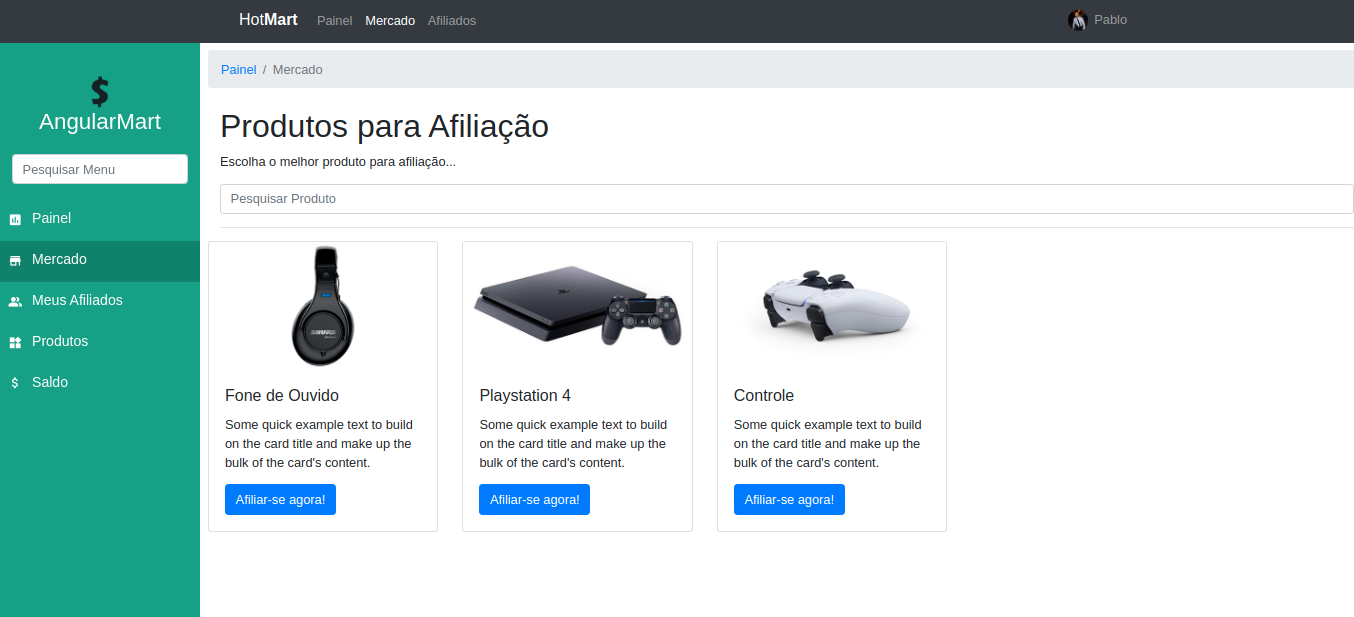 HotMart Painel Mercado Afiliados Pablo
$
AngularMart
Pesquisar Menu
Painel
Mercado
Meus Afiliados
Produtos
$ Saldo
Painel / Mercado
Produtos para Afiliação
Escolha o melhor produto para afiliação...
Pesquisar Produto
SHURE
Fone de Ouvido
Some quick example text to build
on the card title and make up the
bulk of the card's content.
Afiliar-se agora!
Playstation 4
Some quick example text to build
on the card title and make up the
bulk of the card's content.
Afiliar-se agora!
Controle
Some quick example text to build
on the card title and make up the
bulk of the card's content.
Afiliar-se agora!